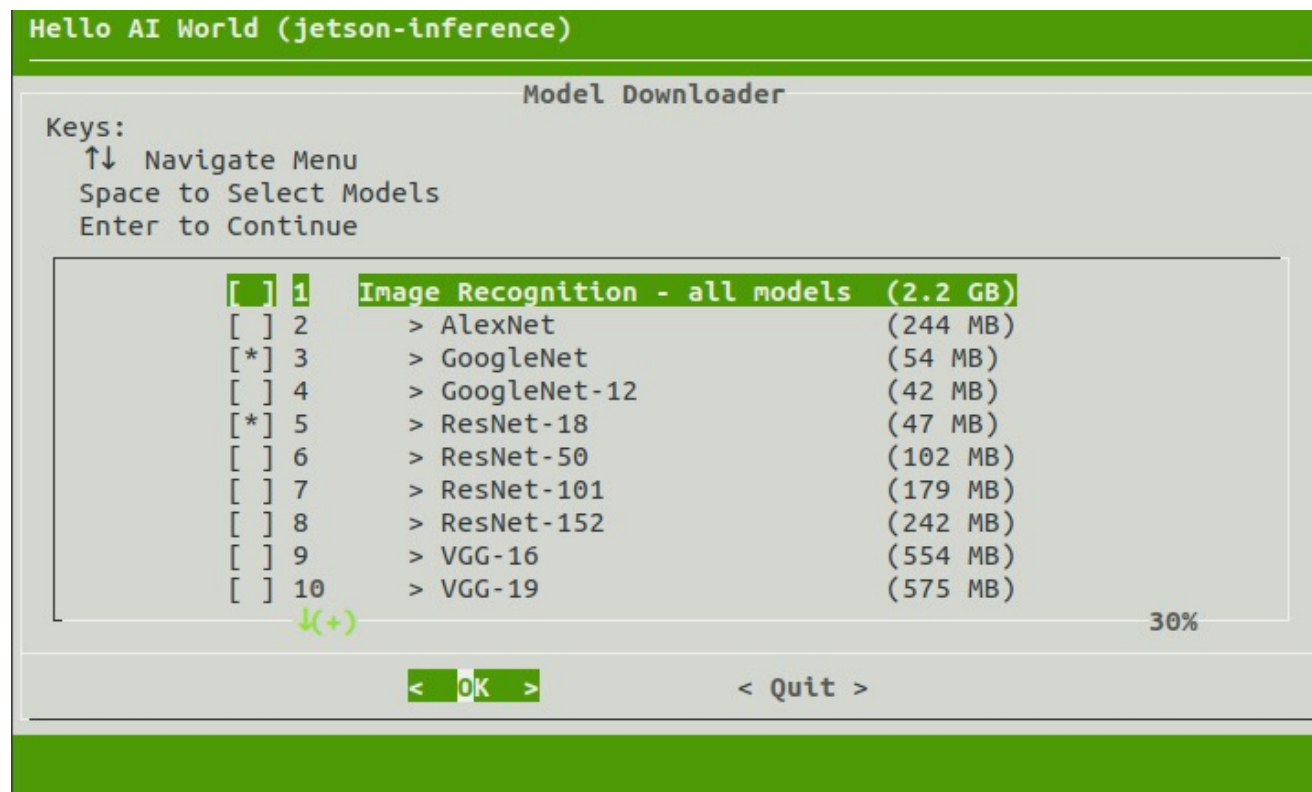 Hello AI World (jetson-inference)
Model Downloader
Keys:
↑↓ Navigate Menu
Space to Select Models
Enter to Continue
[ ] 1 Image Recognition - all models (2.2 GB)
[ ] 2 > AlexNet (244 MB)
[*] 3 > GoogleNet (54 MB)
[ ] 4 > GoogleNet-12 (42 MB)
[*] 5 > ResNet-18 (47 MB)
[ ] 6 > ResNet-50 (102 MB)
[ ] 7 > ResNet-101 (179 MB)
[ ] 8 > ResNet-152 (242 MB)
[ ] 9 > VGG-16 (554 MB)
[ ] 10 > VGG-19 (575 MB)
↓(+) 30%
< OK > < Quit >